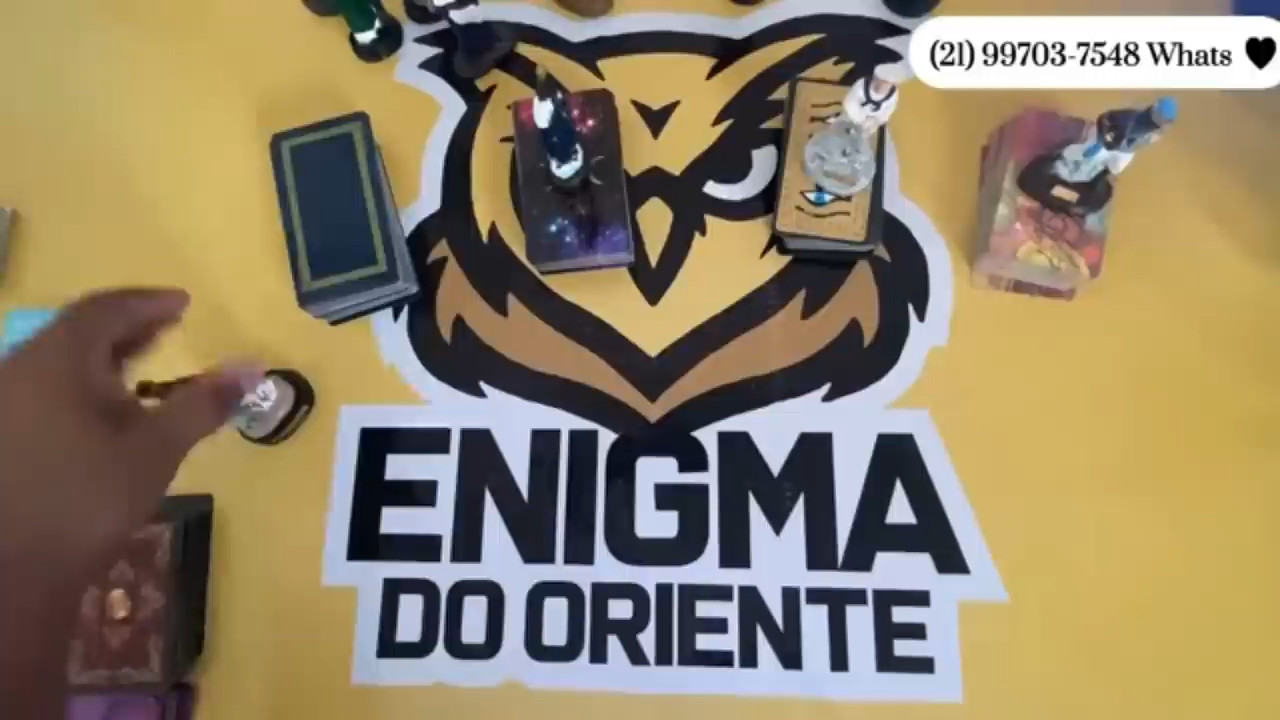 (21) 99703-7548 Whats 🖤
ENIGMA
DO ORIENTE